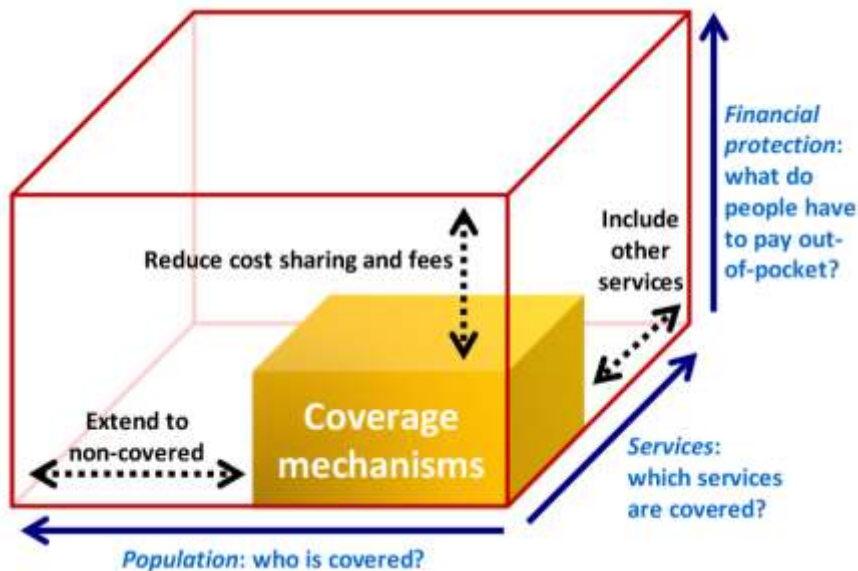 Financial
protection:
what do
people have
to pay out-
of-pocket?
Include
other
services
Reduce cost sharing and fees
Extend to
non-covered
Coverage
mechanisms
Services:
which services
are covered?
Population: who is covered?